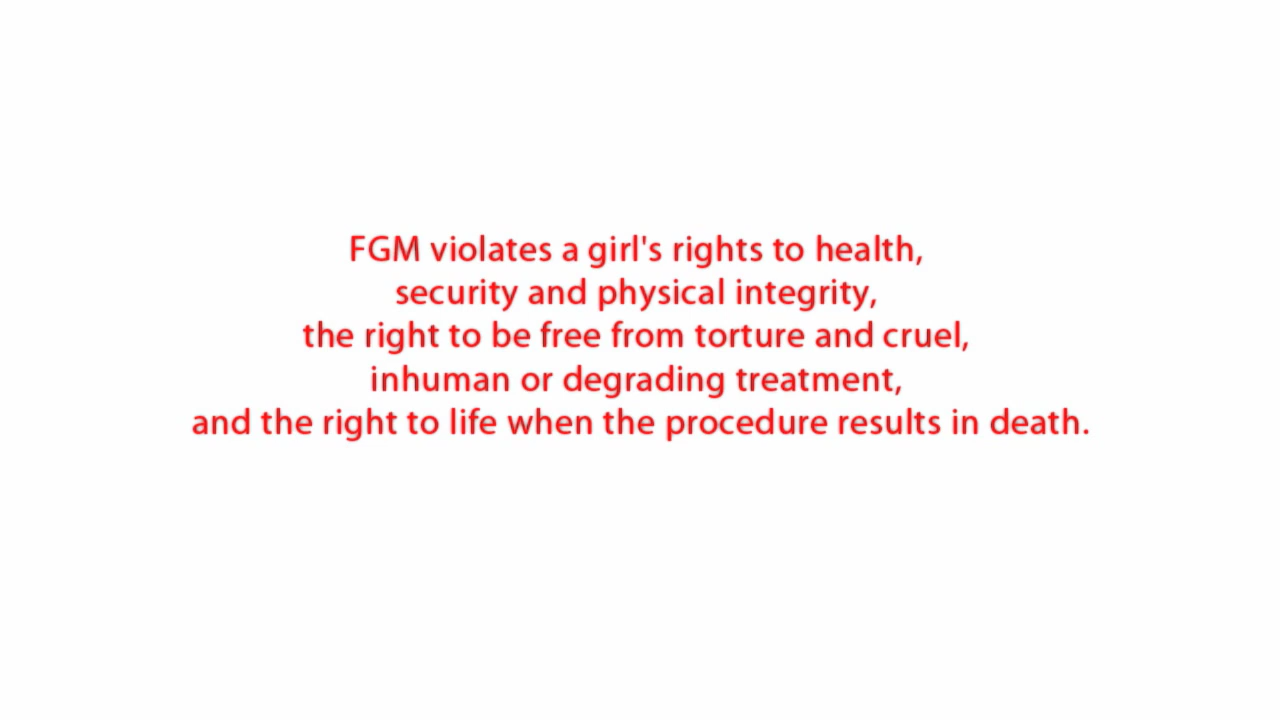 FGM violates a girl's rights to health,
security and physical integrity,
the right to be free from torture and cruel,
inhuman or degrading treatment,
and the right to life when the procedure results in death.